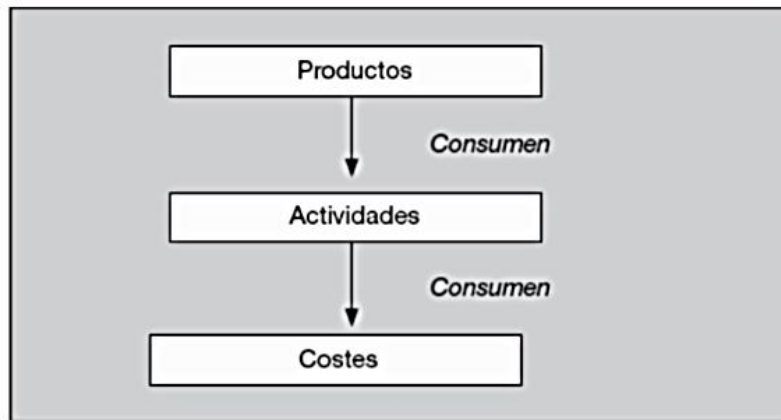 Productos
Consumen
Actividades
Consumen
Costes